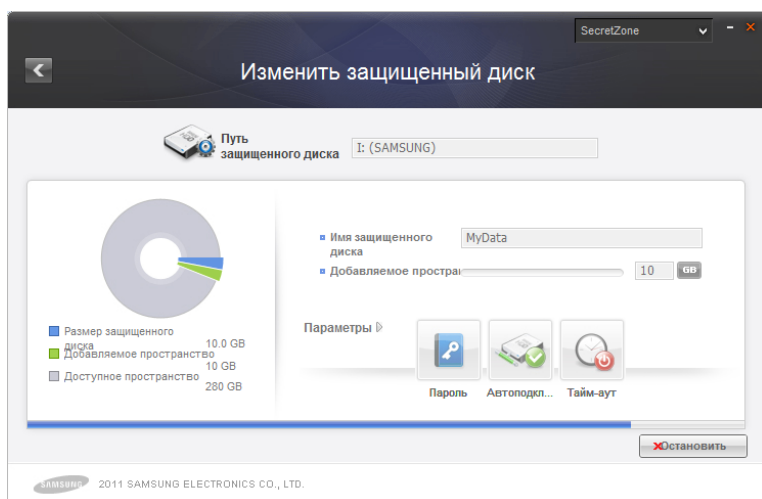 SecretZone
Изменить защищенный диск
Путь
защищенного диска
I: (SAMSUNG)
Имя защищенного
диска
MyData
Добавляемое простра
10 GB
Размер защищенного
диска
10.0 GB
Добавляемое пространство
10 GB
Доступное пространство
280 GB
Параметры
Пароль
Автоподкл...
Тайм-аут
Остановить
SAMSUNG
2011 SAMSUNG ELECTRONICS CO., LTD.